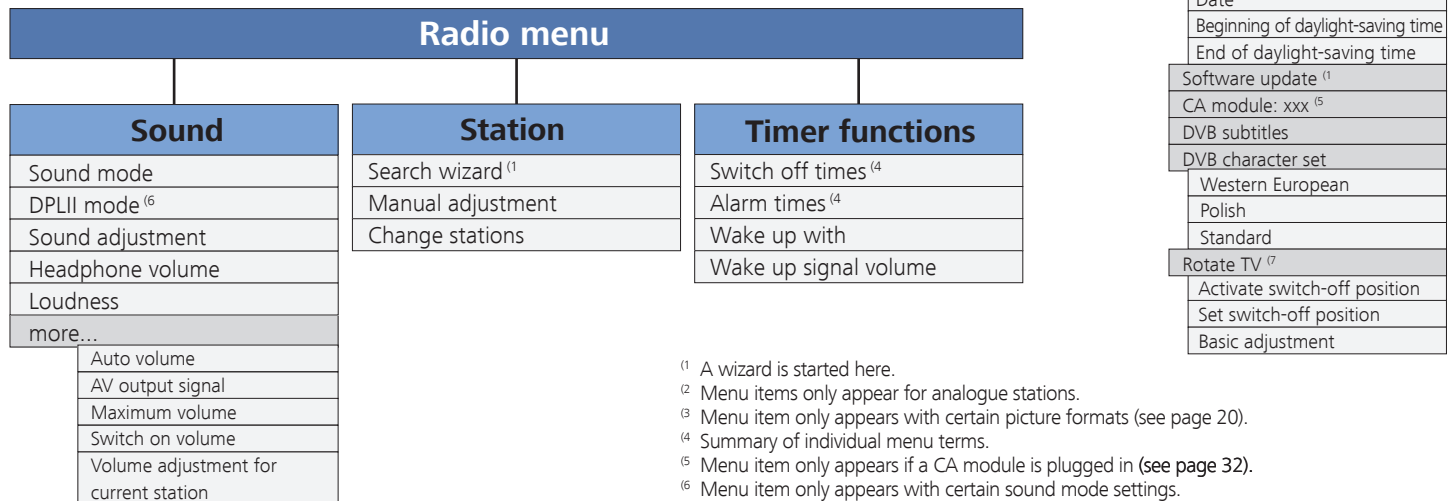 Radio menu
Sound
Sound mode
DPLII mode (6
Sound adjustment
Headphone volume
Loudness
more...
Auto volume
AV output signal
Maximum volume
Switch on volume
Volume adjustment for
current station
Station
Search wizard (1
Manual adjustment
Change stations
Timer functions
Switch off times (4
Alarm times (4
Wake up with
Wake up signal volume
Date
Beginning of daylight-saving time
End of daylight-saving time
Software update (1
CA module: xxx (5
DVB subtitles
DVB character set
Western European
Polish
Standard
Rotate TV (7
Activate switch-off position
Set switch-off position
Basic adjustment
(1 A wizard is started here.
(2 Menu items only appear for analogue stations.
(3 Menu item only appears with certain picture formats (see page 20).
(4 Summary of individual menu terms.
(5 Menu item only appears if a CA module is plugged in (see page 32).
(6 Menu item only appears with certain sound mode settings.